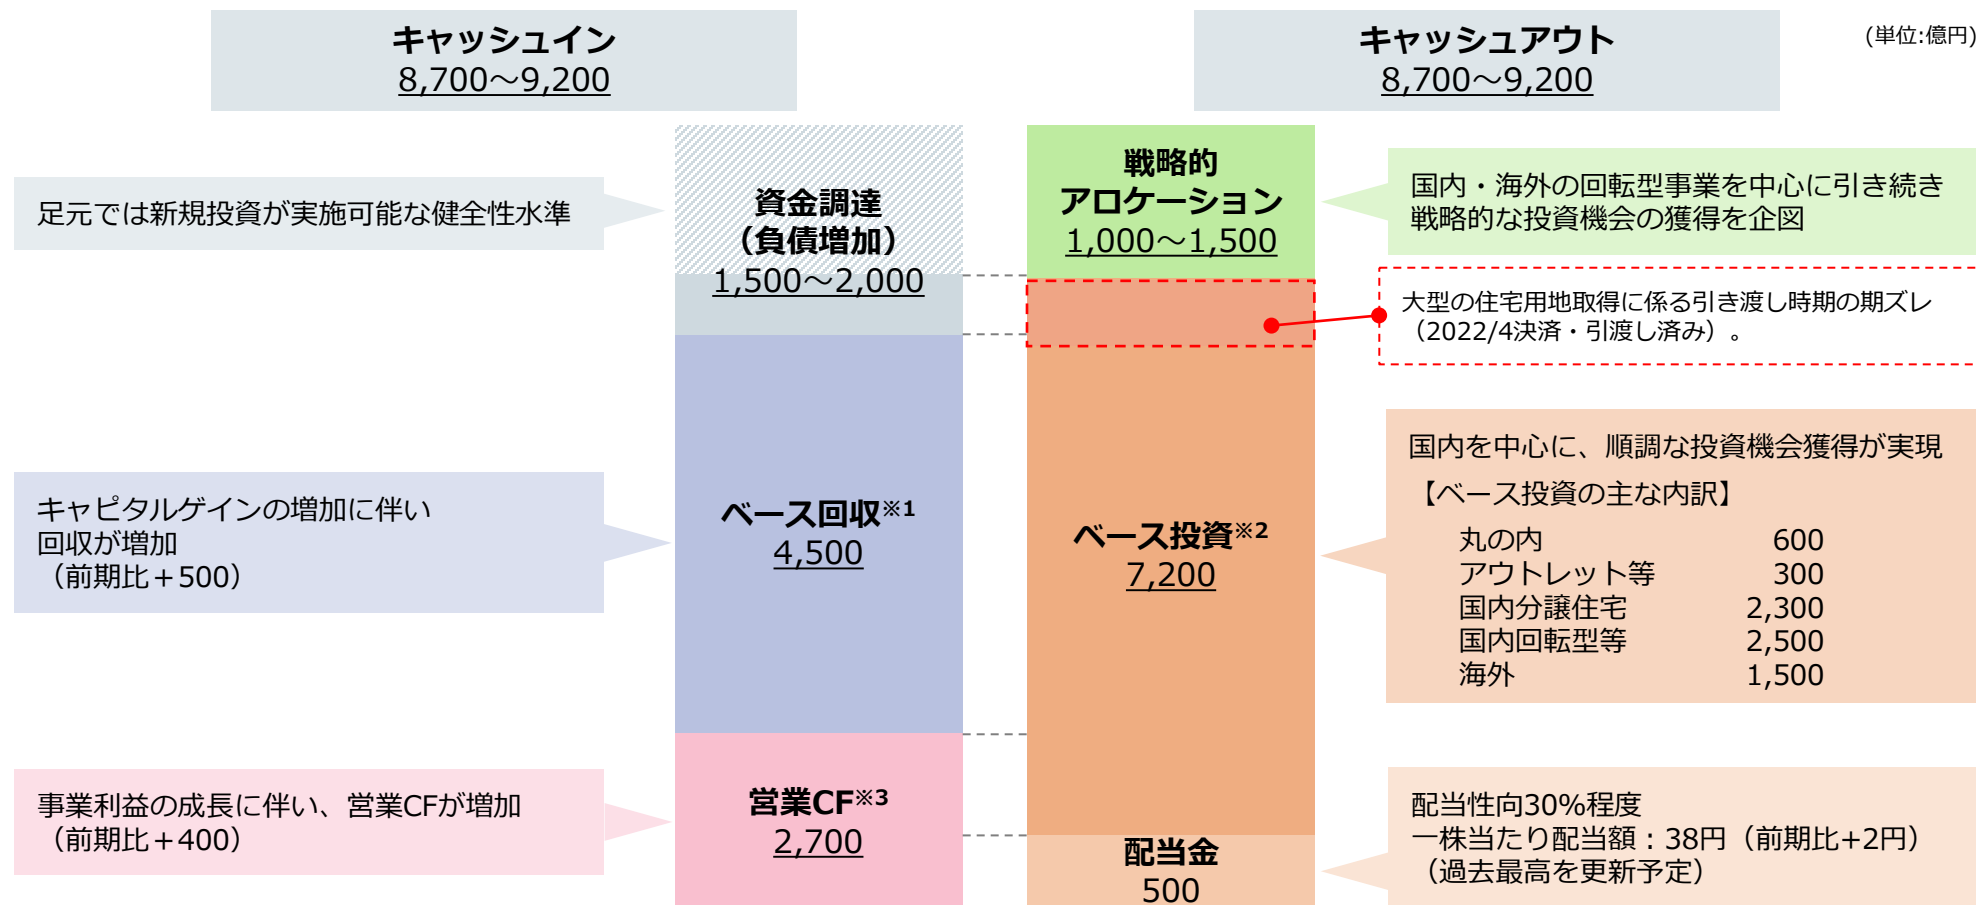 キャッシュイン
8,700～9,200
キャッシュアウト
8,700～9,200
(単位:億円)
足元では新規投資が実施可能な健全性水準
資金調達
（負債増加）
1,500～2,000
戦略的
アロケーション
1,000～1,500
国内・海外の回転型事業を中心に引き続き
戦略的な投資機会の獲得を企図
大型の住宅用地取得に係る引き渡し時期の期ズレ
（2022/4決済・引渡し済み）。
キャピタルゲインの増加に伴い
回収が増加
（前期比＋500）
ベース回収※1
4,500
ベース投資※2
7,200
国内を中心に、順調な投資機会獲得が実現
【ベース投資の主な内訳】
丸の内 600
アウトレット等 300
国内分譲住宅 2,300
国内回転型等 2,500
海外 1,500
事業利益の成長に伴い、営業CFが増加
（前期比＋400）
営業CF※3
2,700
配当金
500
配当性向30%程度
一株当たり配当額：38円（前期比+2円）
（過去最高を更新予定）